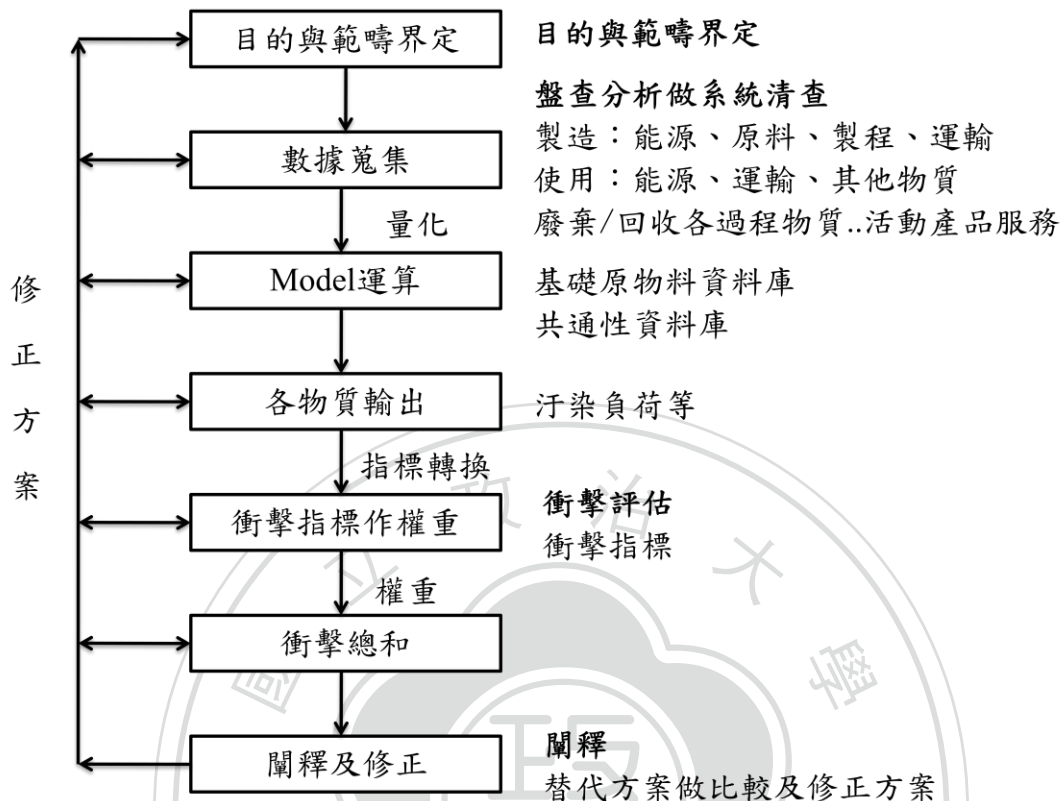 目的與範疇界定
目的與範疇界定
盤查分析做系統清查
製造：能源、原料、製程、運輸
數據蒐集
使用：能源、運輸、其他物質
量化
廢棄/回收各過程物質..活動產品服務
Model運算
基礎原物料資料庫
共通性資料庫
修正方案
各物質輸出
汙染負荷等
指標轉換
衝擊指標作權重
衝擊評估
衝擊指標
權重
衝擊總和
闡釋及修正
闡釋
替代方案做比較及修正方案
國立政治大學